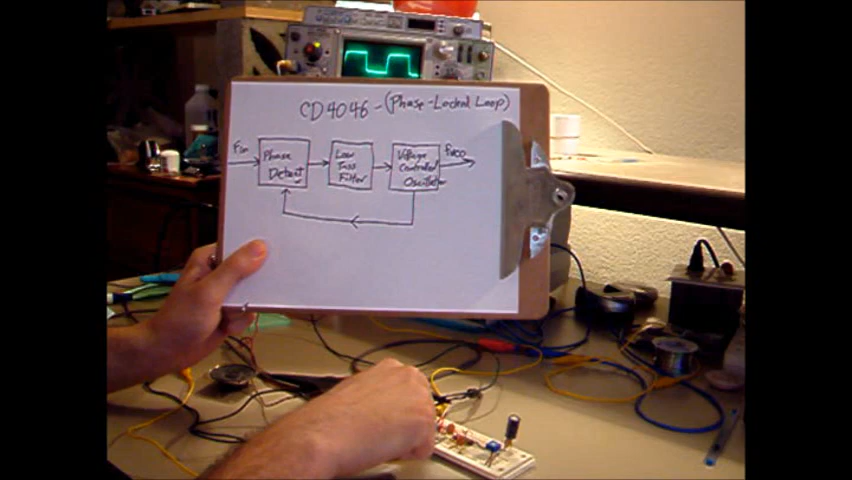 CD4046-(Phase-Locked Loop)
Fin
Phase
Detect
Low
Pass
Filter
Voltage
Controlled
Oscillator
fvco